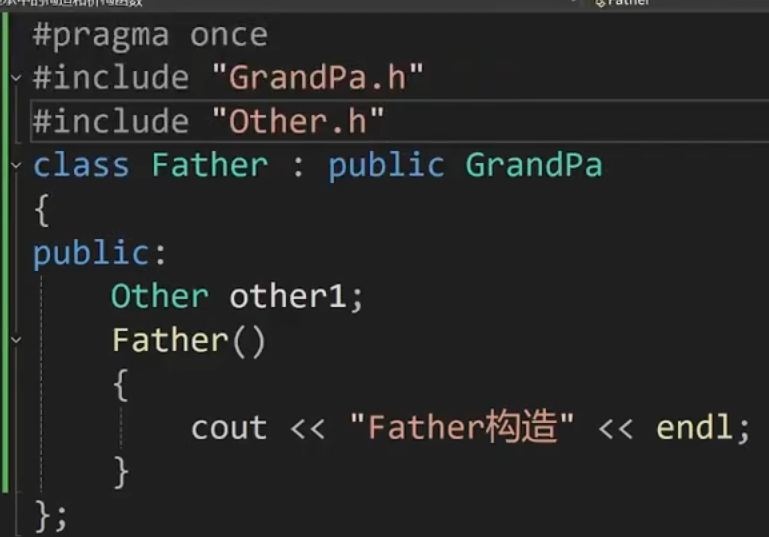 Father
#pragma once
#include "GrandPa.h"
#include "Other.h"
class Father : public GrandPa
{
public:
Other other1;
Father()
{
cout << "Father构造" << endl;
}
};